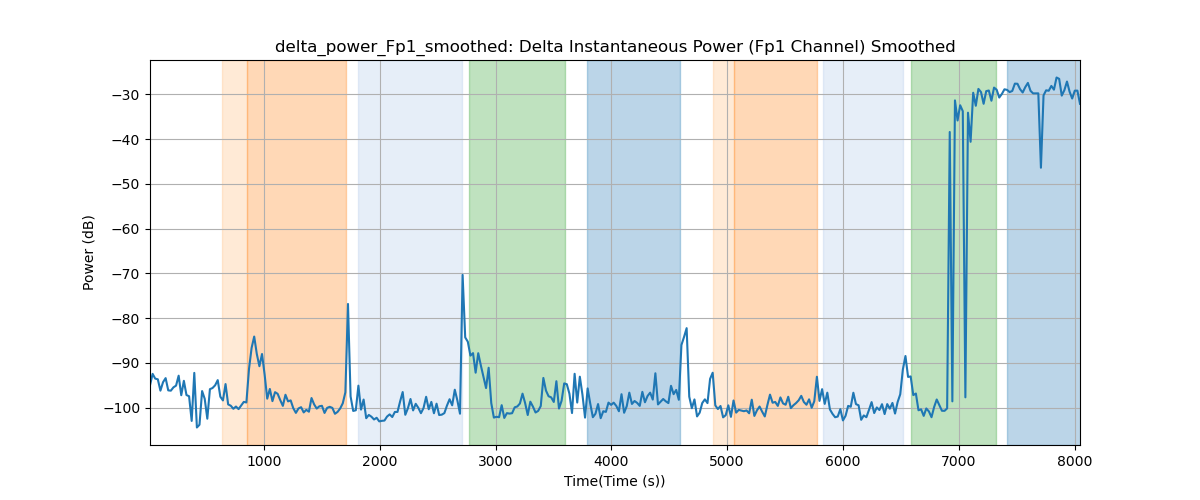 delta_power_Fp1_smoothed: Delta Instantaneous Power (Fp1 Channel) Smoothed
Power (dB)
−30
−40
−50
−60
−70
−80
−90
−100
1000 2000 3000 4000 5000 6000 7000 8000
Time(Time (s))